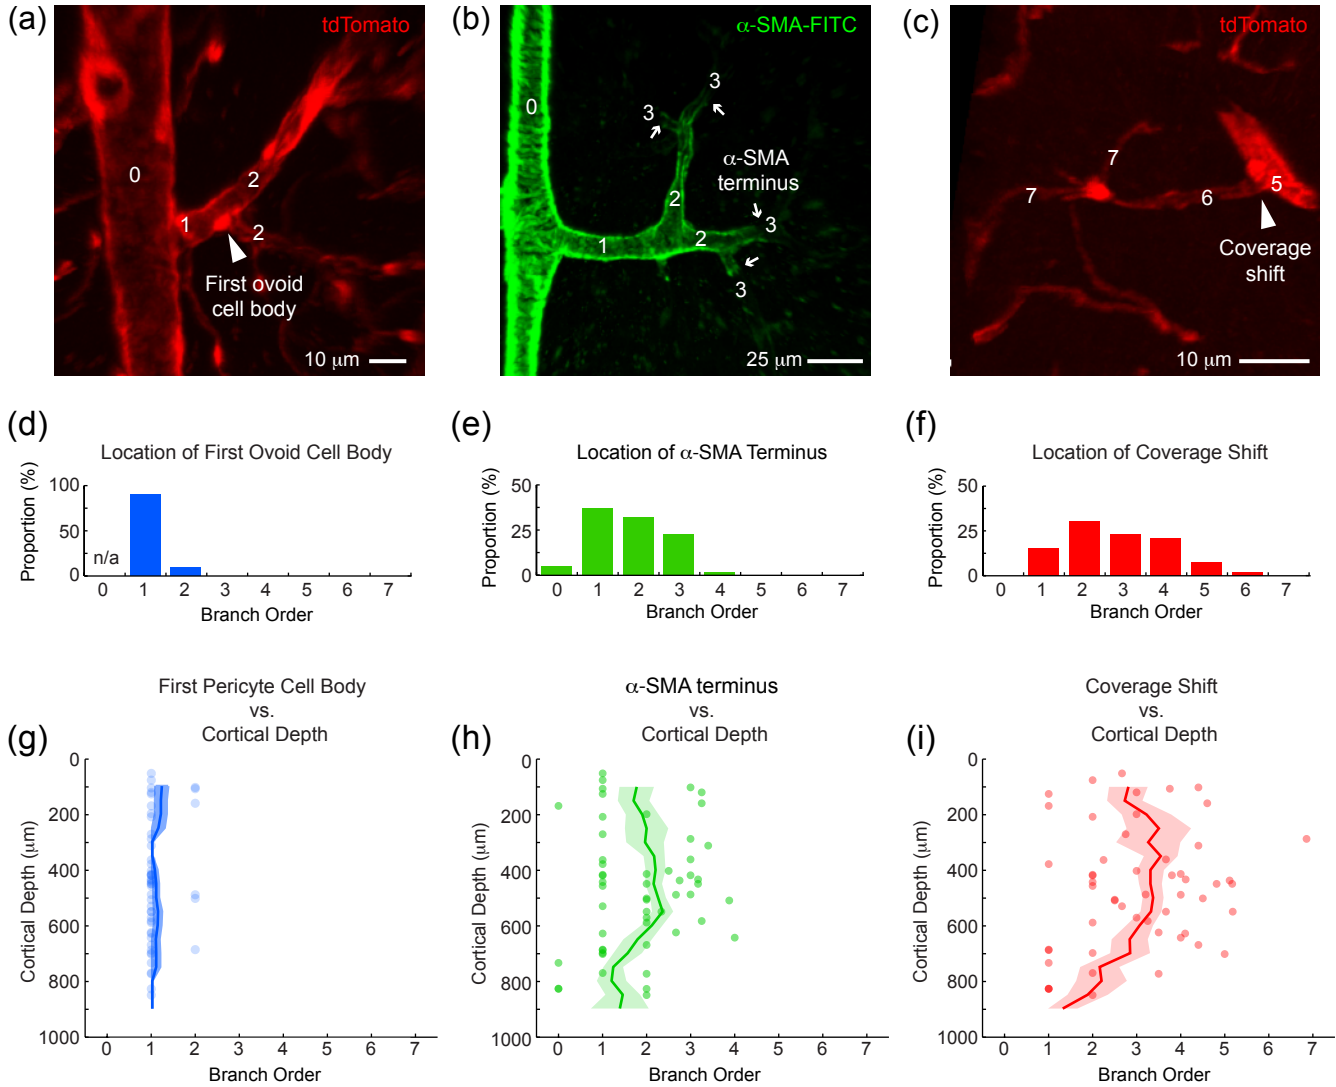 (a)
tdTomato
0
1
2
2
First ovoid
cell body
10 μm
(b)
α-SMA-FITC
0
3
3
α-SMA
terminus
2
1
2
3
3
25 μm
(c)
tdTomato
7
7
6
5
Coverage
shift
10 μm
(d)
Location of First Ovoid Cell Body
Proportion (%)
100
50
0
n/a
0 1 2 3 4 5 6 7
Branch Order
(e)
Location of α-SMA Terminus
Proportion (%)
50
25
0
0 1 2 3 4 5 6 7
Branch Order
(f)
Location of Coverage Shift
Proportion (%)
50
25
0
0 1 2 3 4 5 6 7
Branch Order
(g)
First Pericyte Cell Body
vs.
Cortical Depth
Cortical Depth (μm)
0
200
400
600
800
1000
0 1 2 3 4 5 6 7
Branch Order
(h)
α-SMA terminus
vs.
Cortical Depth
Cortical Depth (μm)
0
200
400
600
800
1000
0 1 2 3 4 5 6 7
Branch Order
(i)
Coverage Shift
vs.
Cortical Depth
Cortical Depth (μm)
0
200
400
600
800
1000
0 1 2 3 4 5 6 7
Branch Order